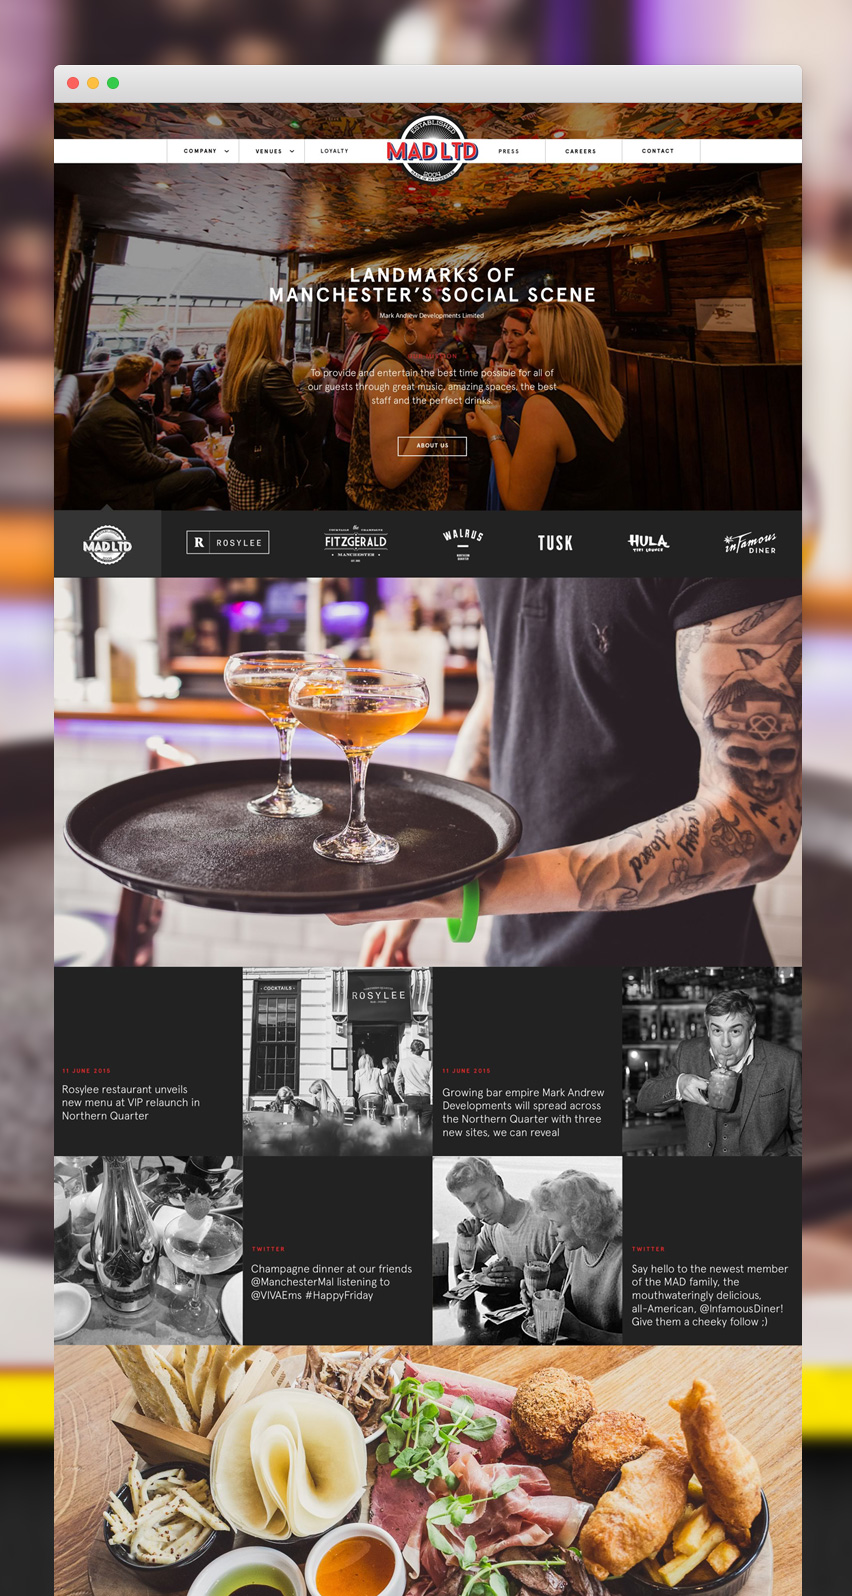 ESTABLISHED
COMPANY
VENUES
LOYALTY
MAD LTD
PRESS
CAREERS
CONTACT
2004
LANDMARKS OF
MANCHESTER'S SOCIAL SCENE
Mark Andrew Developments Limited
To provide and entertain the best time possible for all of
our guests through great music, amazing spaces, the best
staff and the perfect drinks.
ABOUT US
MAD LTD
R ROSYLEE
the
FITZGERALD
MANCHESTER
WALRUS
NORTHERN
QUARTER
TUSK
HULA
TIKI LOUNGE
infamous
DINER
COCKTAILS
ROSYLEE
11 JUNE 2015
Rosylee restaurant unveils
new menu at VIP relaunch in
Northern Quarter
11 JUNE 2015
Growing bar empire Mark Andrew
Developments will spread across
the Northern Quarter with three
new sites, we can reveal
TWITTER
Champagne dinner at our friends
@ManchesterMal listening to
@VIVAEms #HappyFriday
TWITTER
Say hello to the newest member
of the MAD family, the
mouthwateringly delicious,
all-American, @InfamousDiner!
Give them a cheeky follow ;)